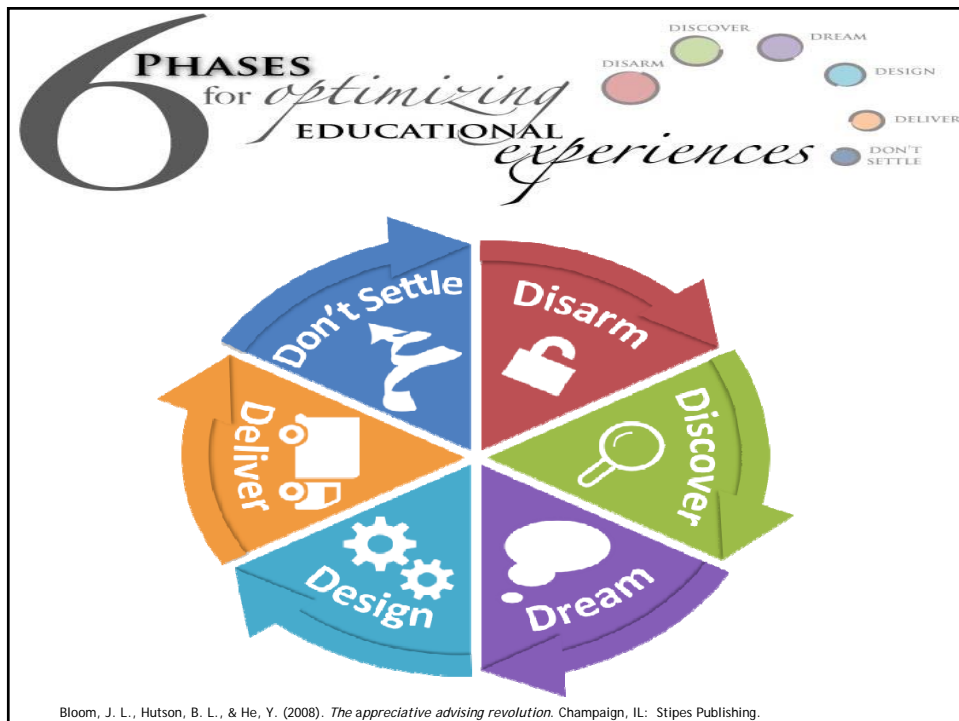 6
PHASES
for optimizing
EDUCATIONAL
experiences
DISARM
DISCOVER
DREAM
DESIGN
DELIVER
DON'T
SETTLE
Disarm
Discover
Dream
Design
Deliver
Don't Settle
Bloom, J. L., Hutson, B. L., & He, Y. (2008). The appreciative advising revolution. Champaign, IL: Stipes Publishing.